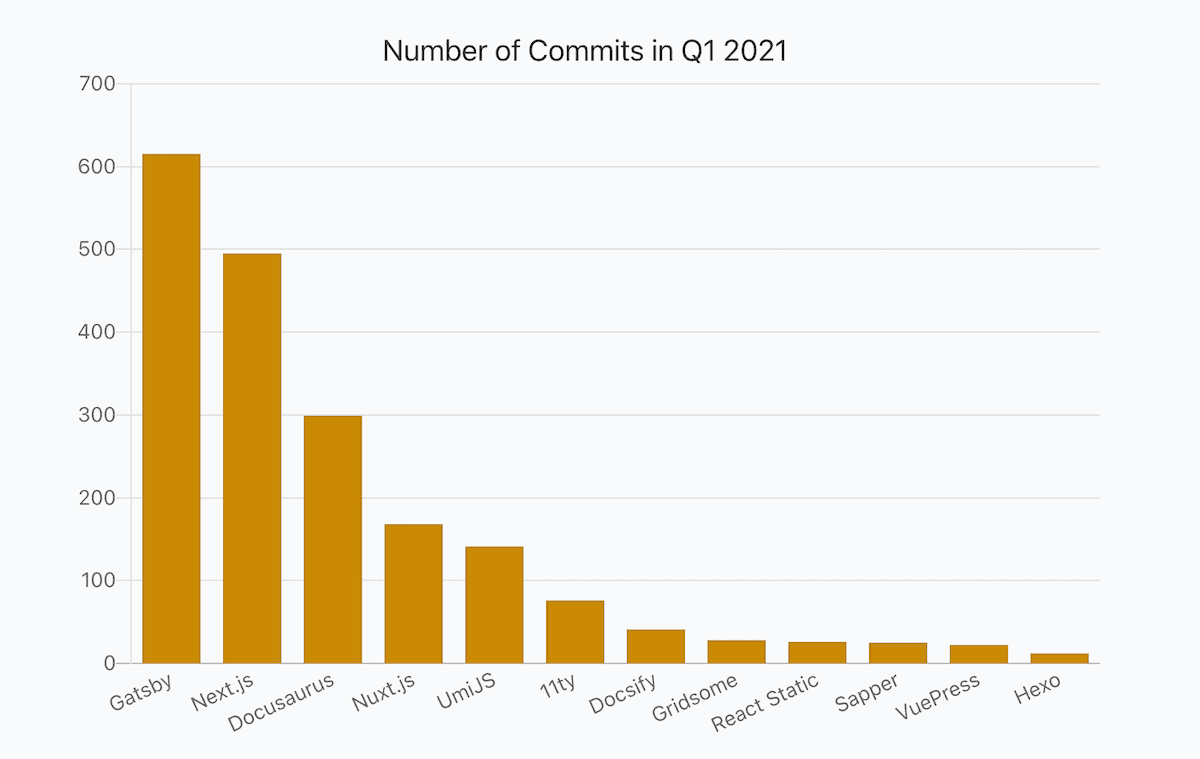 Number of Commits in Q1 2021
700
600
500
400
300
200
100
0
Gatsby
Next.js
Docusaurus
Nuxt.js
UmiJS
11ty
Docsify
Gridsome
React Static
Sapper
VuePress
Hexo